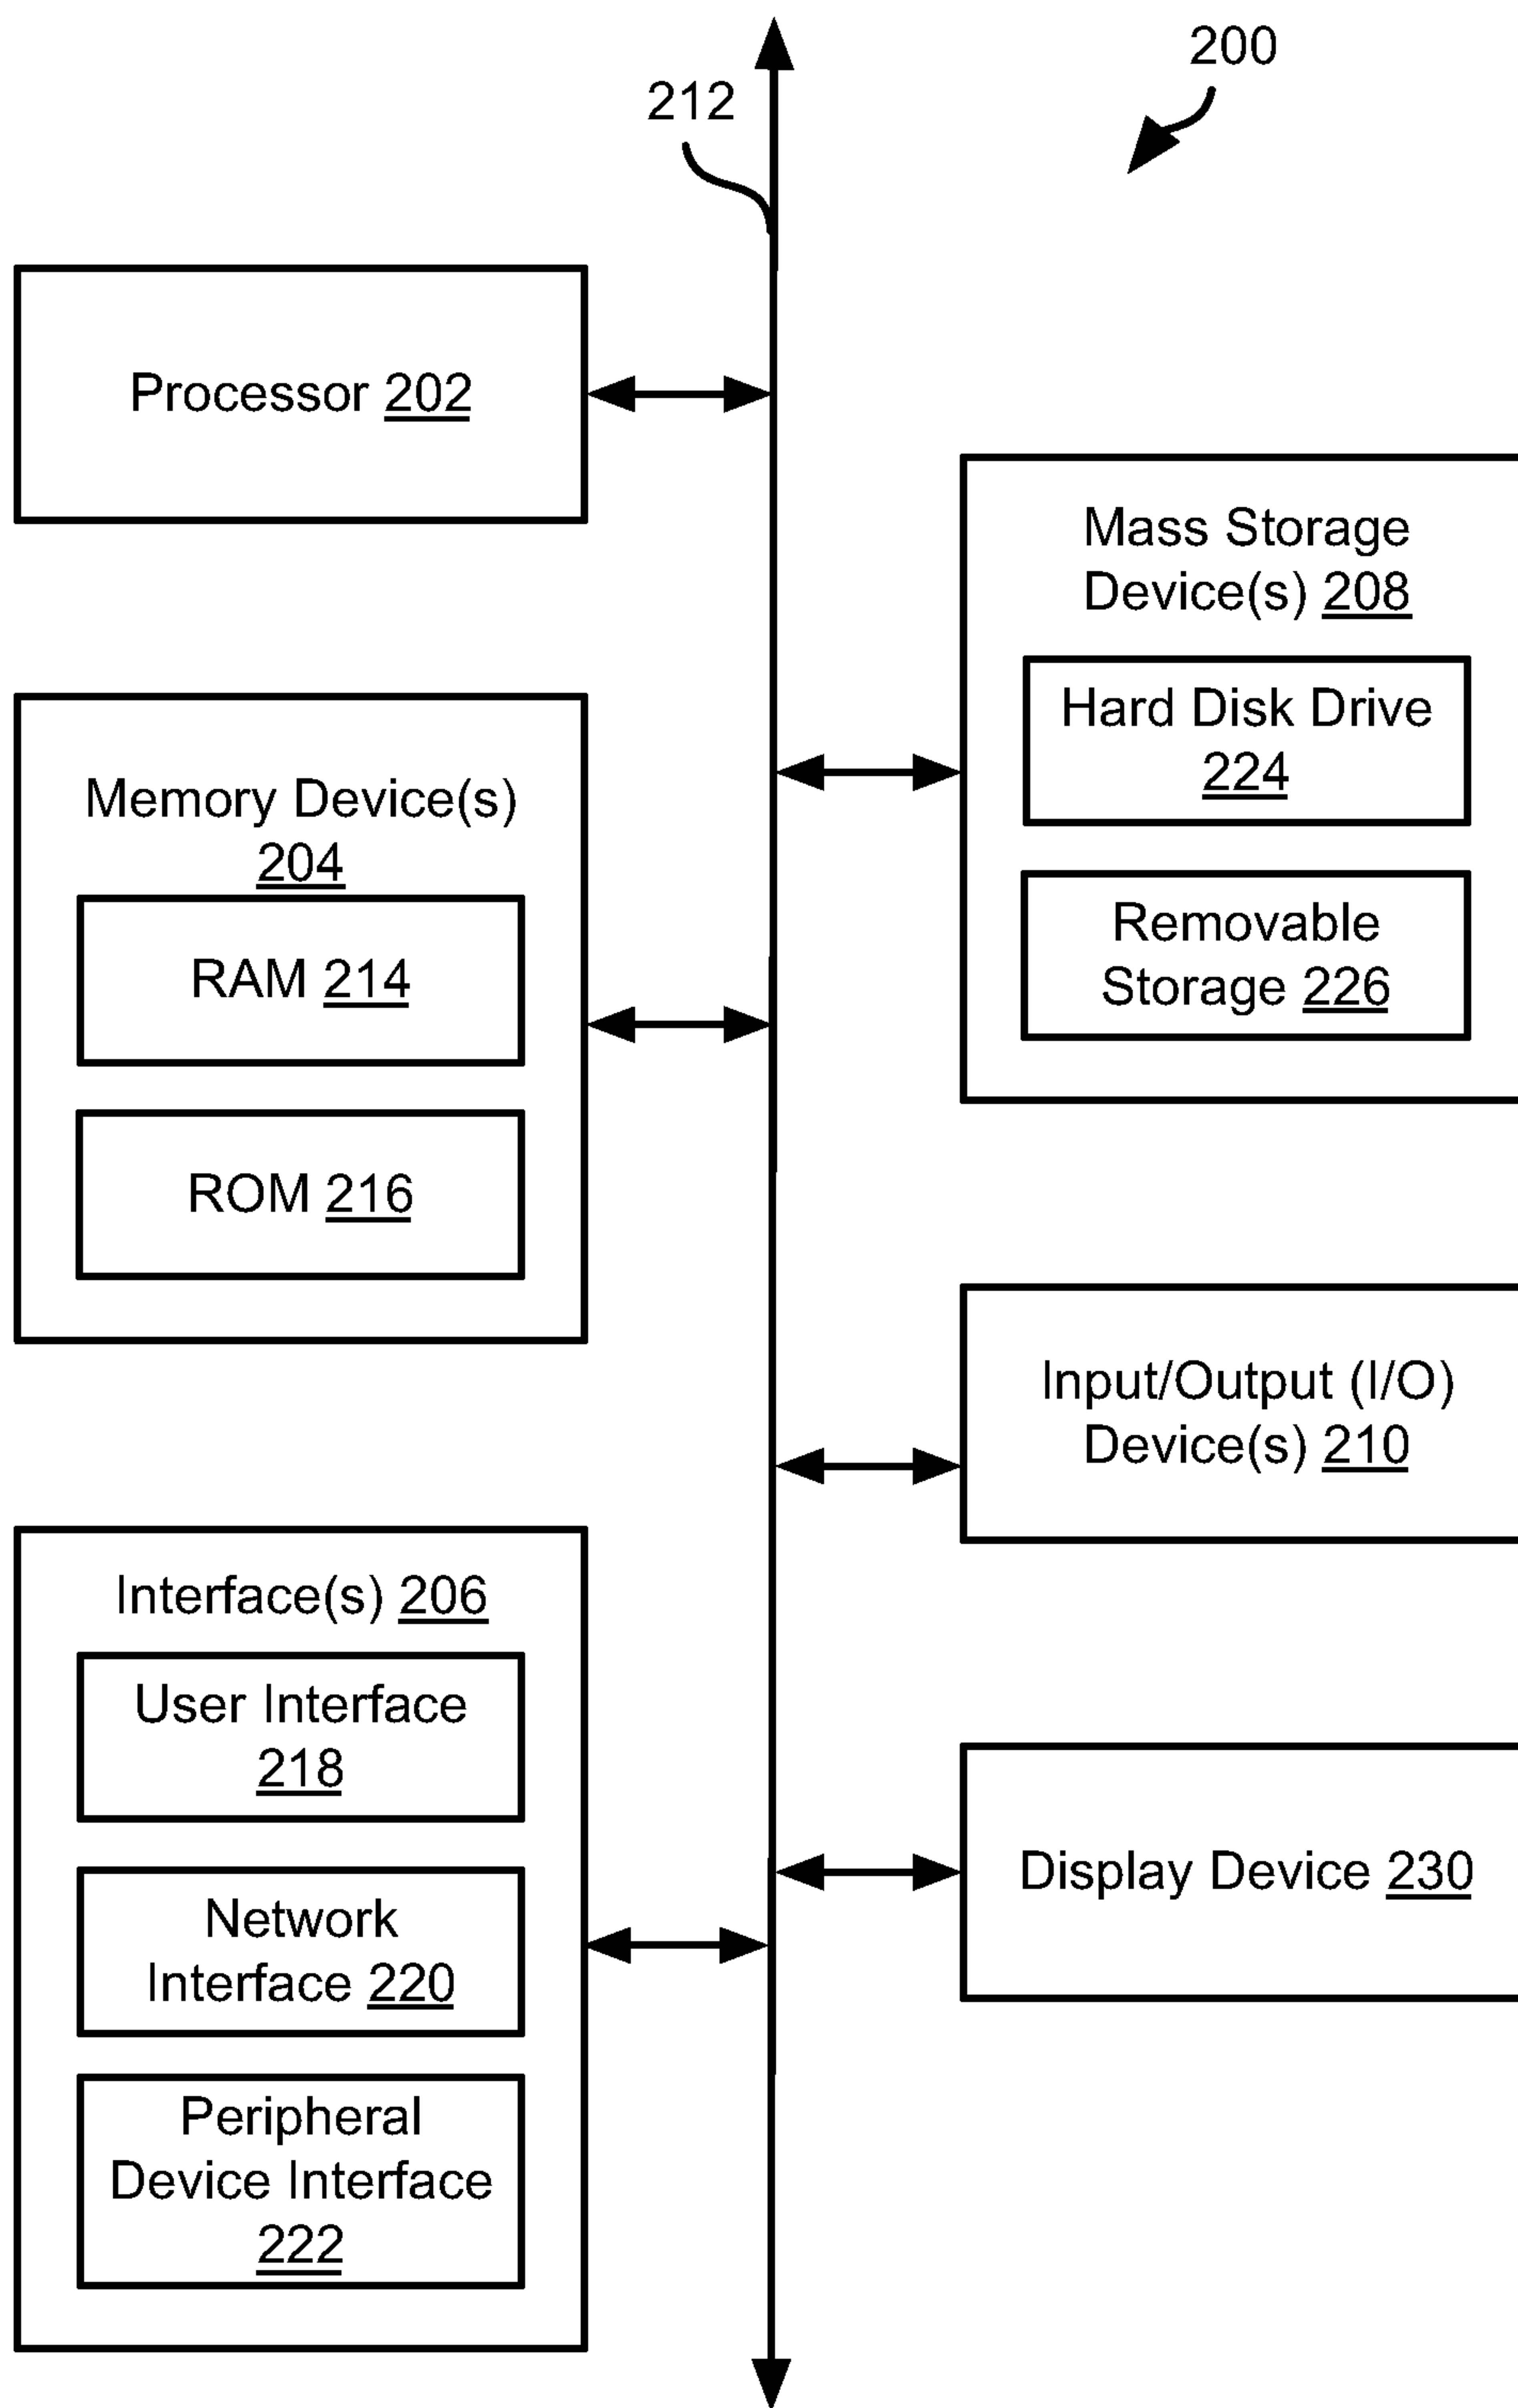 200
212
Processor 202
Mass Storage
Device(s) 208
Hard Disk Drive
224
Removable
Storage 226
Memory Device(s)
204
RAM 214
ROM 216
Input/Output (I/O)
Device(s) 210
Interface(s) 206
User Interface
218
Network
Interface 220
Peripheral
Device Interface
222
Display Device 230